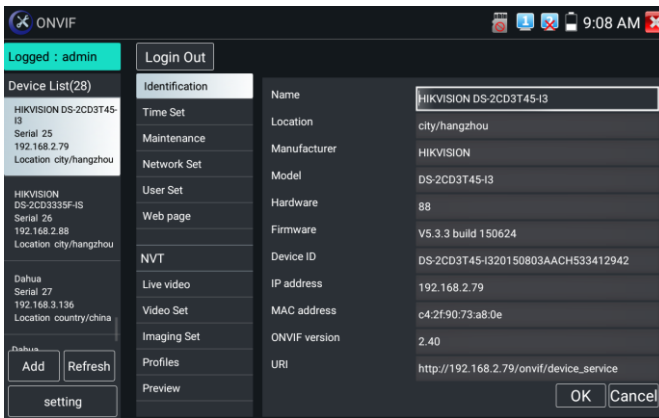 ONVIF
1
9:08 AM
Logged : admin
Login Out
Device List(28)
HIKVISION DS-2CD3T45-
I3
Serial 25
192.168.2.79
Location city/hangzhou
HIKVISION
DS-2CD3335F-IS
Serial 26
192.168.2.88
Location city/hangzhou
Dahua
Serial 27
192.168.3.136
Location country/china
Dahua
Add
Refresh
setting
Identification
Time Set
Maintenance
Network Set
User Set
Web page
NVT
Live video
Video Set
Imaging Set
Profiles
Preview
Name HIKVISION DS-2CD3T45-I3
Location city/hangzhou
Manufacturer HIKVISION
Model DS-2CD3T45-I3
Hardware 88
Firmware V5.3.3 build 150624
Device ID DS-2CD3T45-I320150803AACH533412942
IP address 192.168.2.79
MAC address c4:2f:90:73:a8:0e
ONVIF version 2.40
URI http://192.168.2.79/onvif/device_service
OK
Cancel